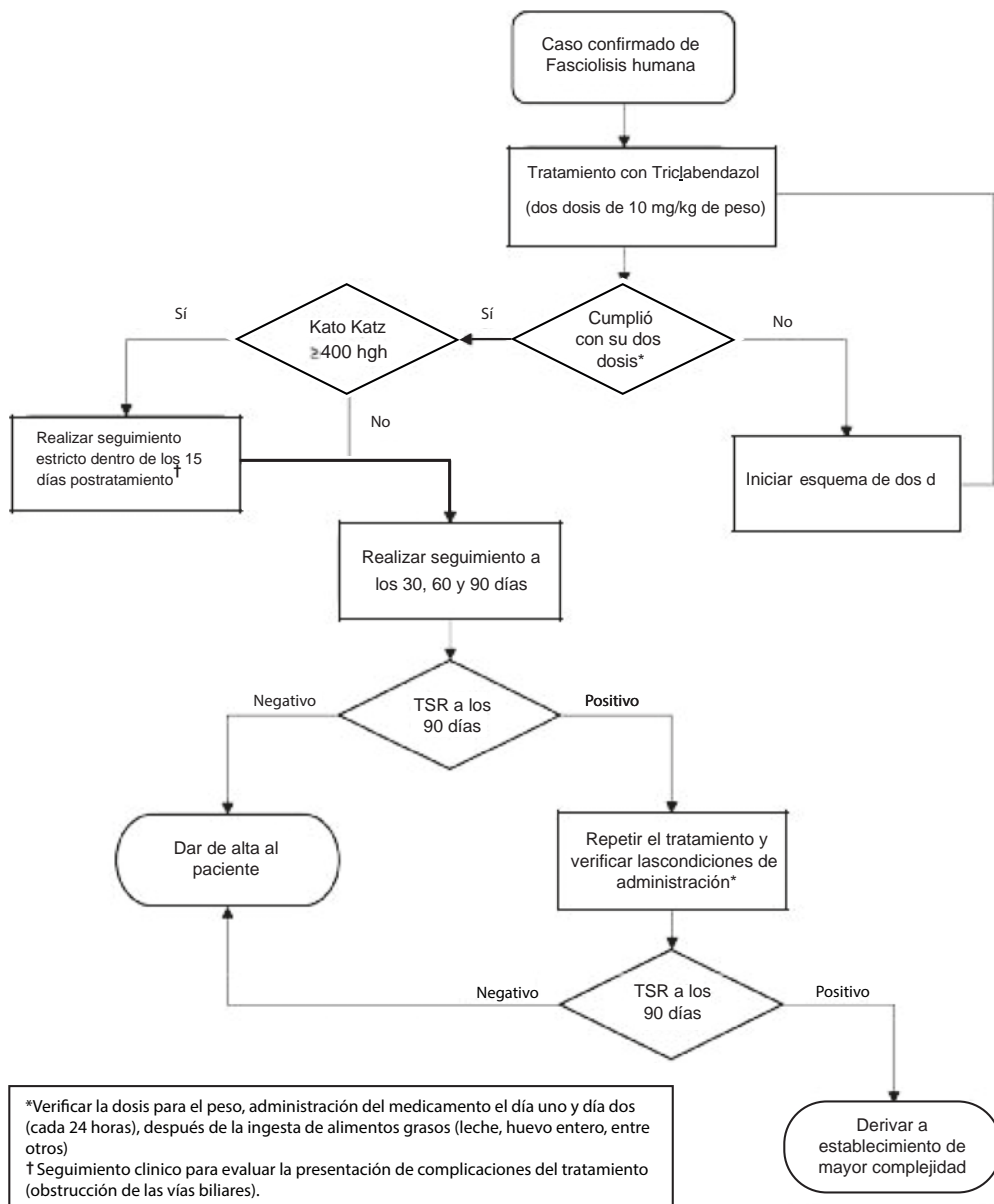 Caso confirmado de
Fasciolisis humana
Tratamiento con Triclabendazol
(dos dosis de 10 mg/kg de peso)
Cumplió
con su dos
dosis*
Sí
No
Kato Katz
≥400 hgh
Sí
No
Realizar seguimiento
estricto dentro de los 15
días postratamiento†
Iniciar esquema de dos d
Realizar seguimiento a
los 30, 60 y 90 días
TSR a los
90 días
Negativo
Positivo
Dar de alta al
paciente
Repetir el tratamiento y
verificar lascondiciones de
administración*
TSR a los
90 días
Negativo
Positivo
Derivar a
establecimiento de
mayor complejidad
*Verificar la dosis para el peso, administración del medicamento el día uno y día dos
(cada 24 horas), después de la ingesta de alimentos grasos (leche, huevo entero, entre
otros)
† Seguimiento clinico para evaluar la presentación de complicaciones del tratamiento
(obstrucción de las vías biliares).